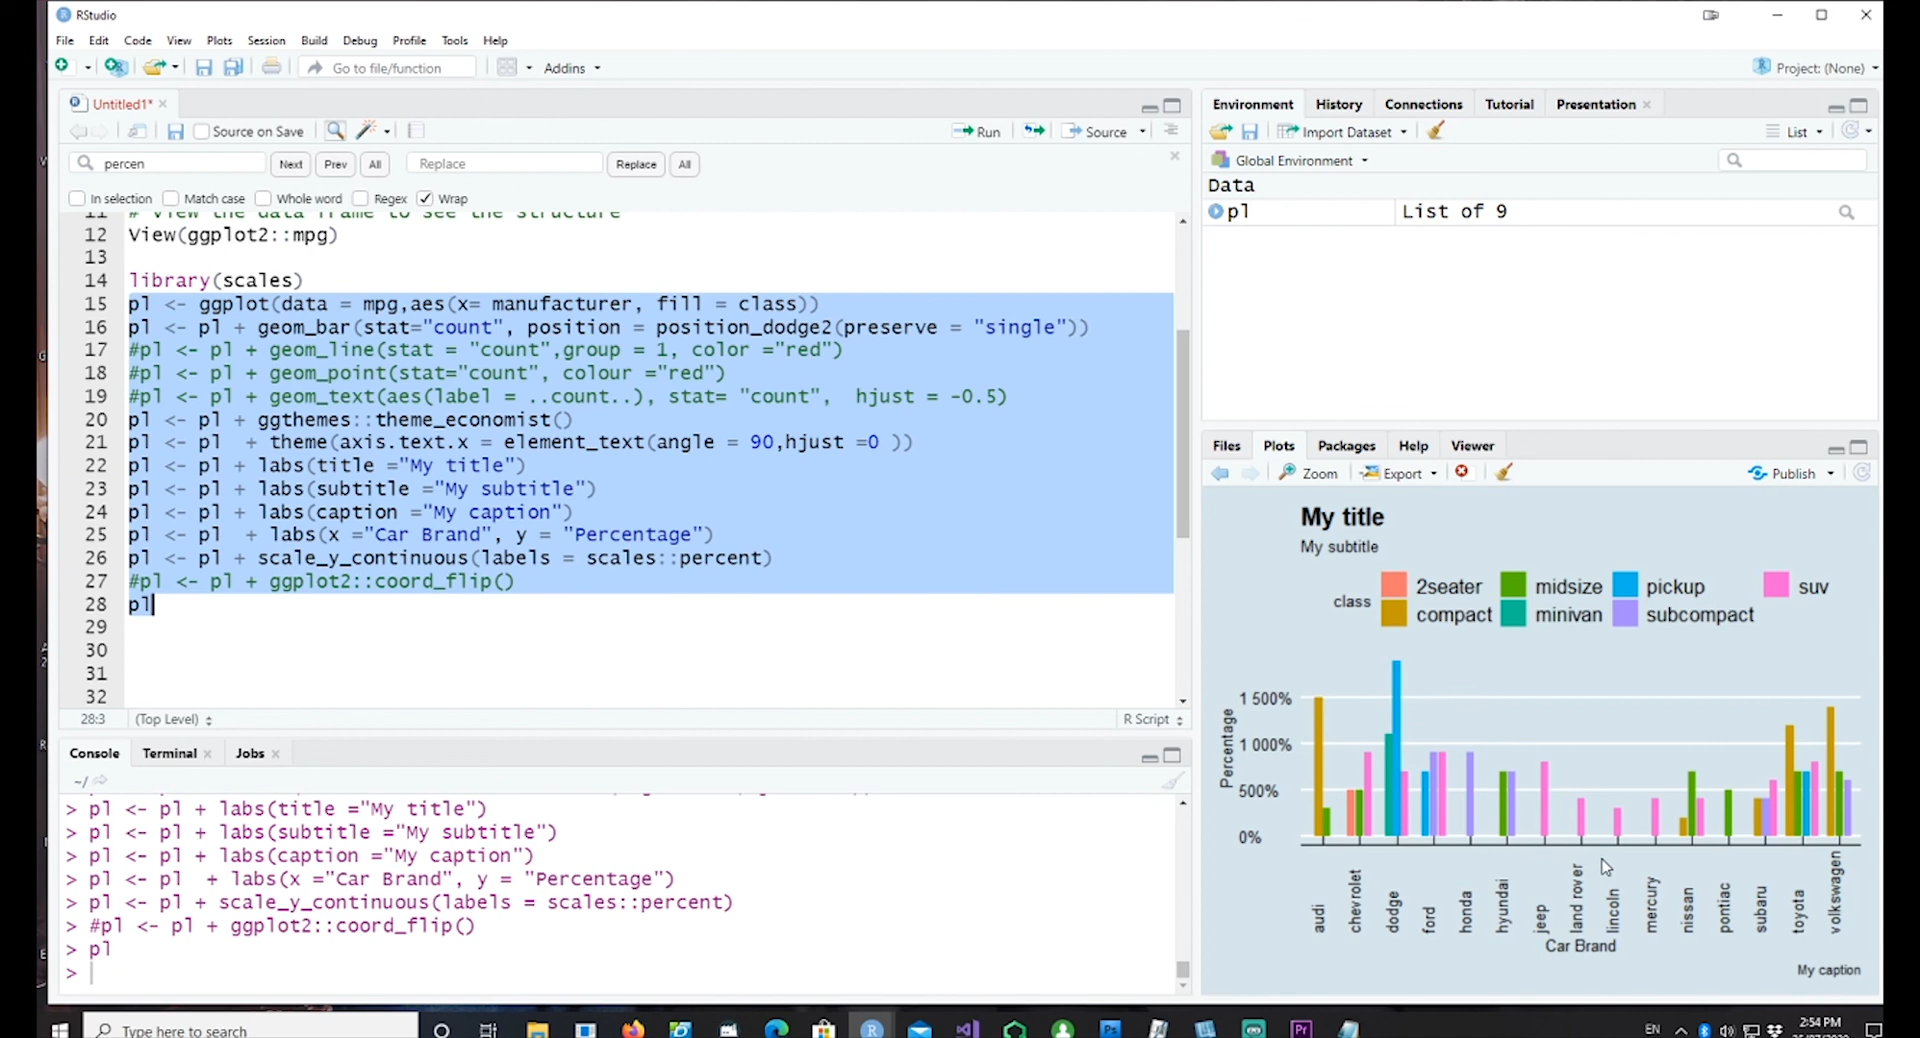 RStudio
File Edit Code View Plots Session Build Debug Profile Tools Help
Go to file/function Addins Project: (None)
Untitled1*
Source on Save Run Source
percen Next Prev All Replace Replace All
In selection Match case Whole word Regex Wrap
11 # View the data frame to see the structure
12 View(ggplot2::mpg)
13
14 library(scales)
15 pl <- ggplot(data = mpg,aes(x= manufacturer, fill = class))
16 pl <- pl + geom_bar(stat="count", position = position_dodge2(preserve = "single"))
17 #pl <- pl + geom_line(stat = "count",group = 1, color ="red")
18 #pl <- pl + geom_point(stat="count", colour ="red")
19 #pl <- pl + geom_text(aes(label = ..count..), stat= "count",  hjust = -0.5)
20 pl <- pl + ggthemes::theme_economist()
21 pl <- pl  + theme(axis.text.x = element_text(angle = 90,hjust =0 ))
22 pl <- pl + labs(title ="My title")
23 pl <- pl + labs(subtitle ="My subtitle")
24 pl <- pl + labs(caption ="My caption")
25 pl <- pl  + labs(x ="Car Brand", y = "Percentage")
26 pl <- pl + scale_y_continuous(labels = scales::percent)
27 #pl <- pl + ggplot2::coord_flip()
28 pl
29
30
31
32
28:3 (Top Level) R Script
Console Terminal Jobs
~/
> pl <- pl + labs(title ="My title")
> pl <- pl + labs(subtitle ="My subtitle")
> pl <- pl + labs(caption ="My caption")
> pl <- pl  + labs(x ="Car Brand", y = "Percentage")
> pl <- pl + scale_y_continuous(labels = scales::percent)
> #pl <- pl + ggplot2::coord_flip()
> pl
>
Environment History Connections Tutorial Presentation
Import Dataset List
Global Environment
Data
pl List of 9
Files Plots Packages Help Viewer
Zoom Export Publish
My title
My subtitle
class 2seater midsize pickup suv
compact minivan subcompact
1 500%
1 000%
500%
0%
Percentage
audi chevrolet dodge ford honda hyundai jeep land rover lincoln mercury nissan pontiac subaru toyota volkswagen
Car Brand
My caption
Type here to search
EN 2:54 PM